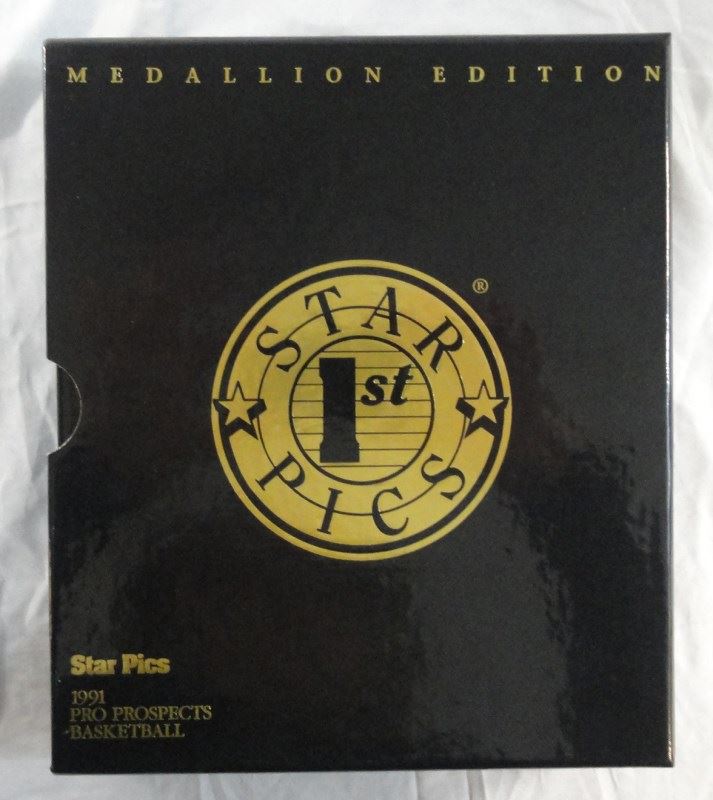 MEDALLION EDITION
®
STAR
1st
PICS
Star Pics
1991
PRO PROSPECTS
BASKETBALL